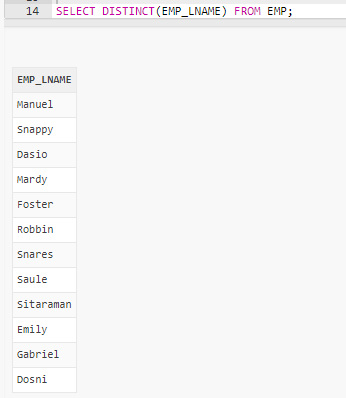 14 SELECT DISTINCT(EMP_LNAME) FROM EMP;
EMP_LNAME
Manuel
Snappy
Dasio
Mardy
Foster
Robbin
Snares
Saule
Sitaraman
Emily
Gabriel
Dosni